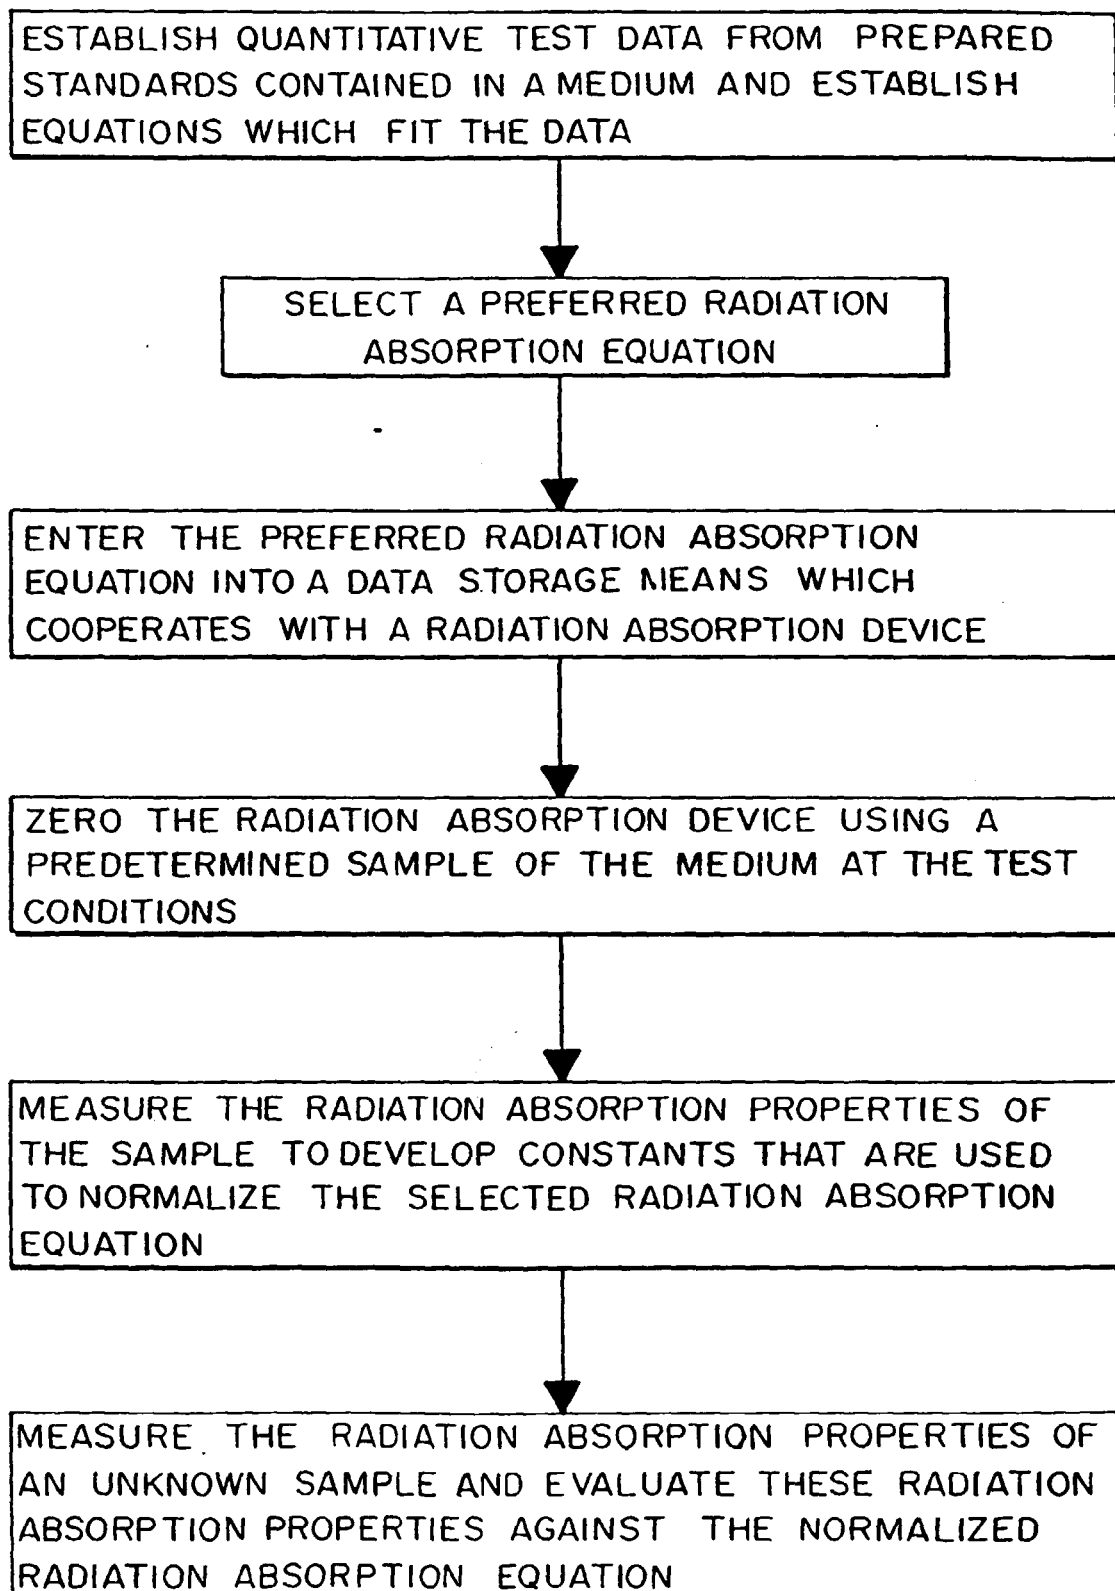 ESTABLISH QUANTITATIVE TEST DATA FROM PREPARED
STANDARDS CONTAINED IN A MEDIUM AND ESTABLISH
EQUATIONS WHICH FIT THE DATA
SELECT A PREFERRED RADIATION
ABSORPTION EQUATION
ENTER THE PREFERRED RADIATION ABSORPTION
EQUATION INTO A DATA STORAGE MEANS WHICH
COOPERATES WITH A RADIATION ABSORPTION DEVICE
ZERO THE RADIATION ABSORPTION DEVICE USING A
PREDETERMINED SAMPLE OF THE MEDIUM AT THE TEST
CONDITIONS
MEASURE THE RADIATION ABSORPTION PROPERTIES OF
THE SAMPLE TO DEVELOP CONSTANTS THAT ARE USED
TO NORMALIZE THE SELECTED RADIATION ABSORPTION
EQUATION
MEASURE THE RADIATION ABSORPTION PROPERTIES OF
AN UNKNOWN SAMPLE AND EVALUATE THESE RADIATION
ABSORPTION PROPERTIES AGAINST THE NORMALIZED
RADIATION ABSORPTION EQUATION